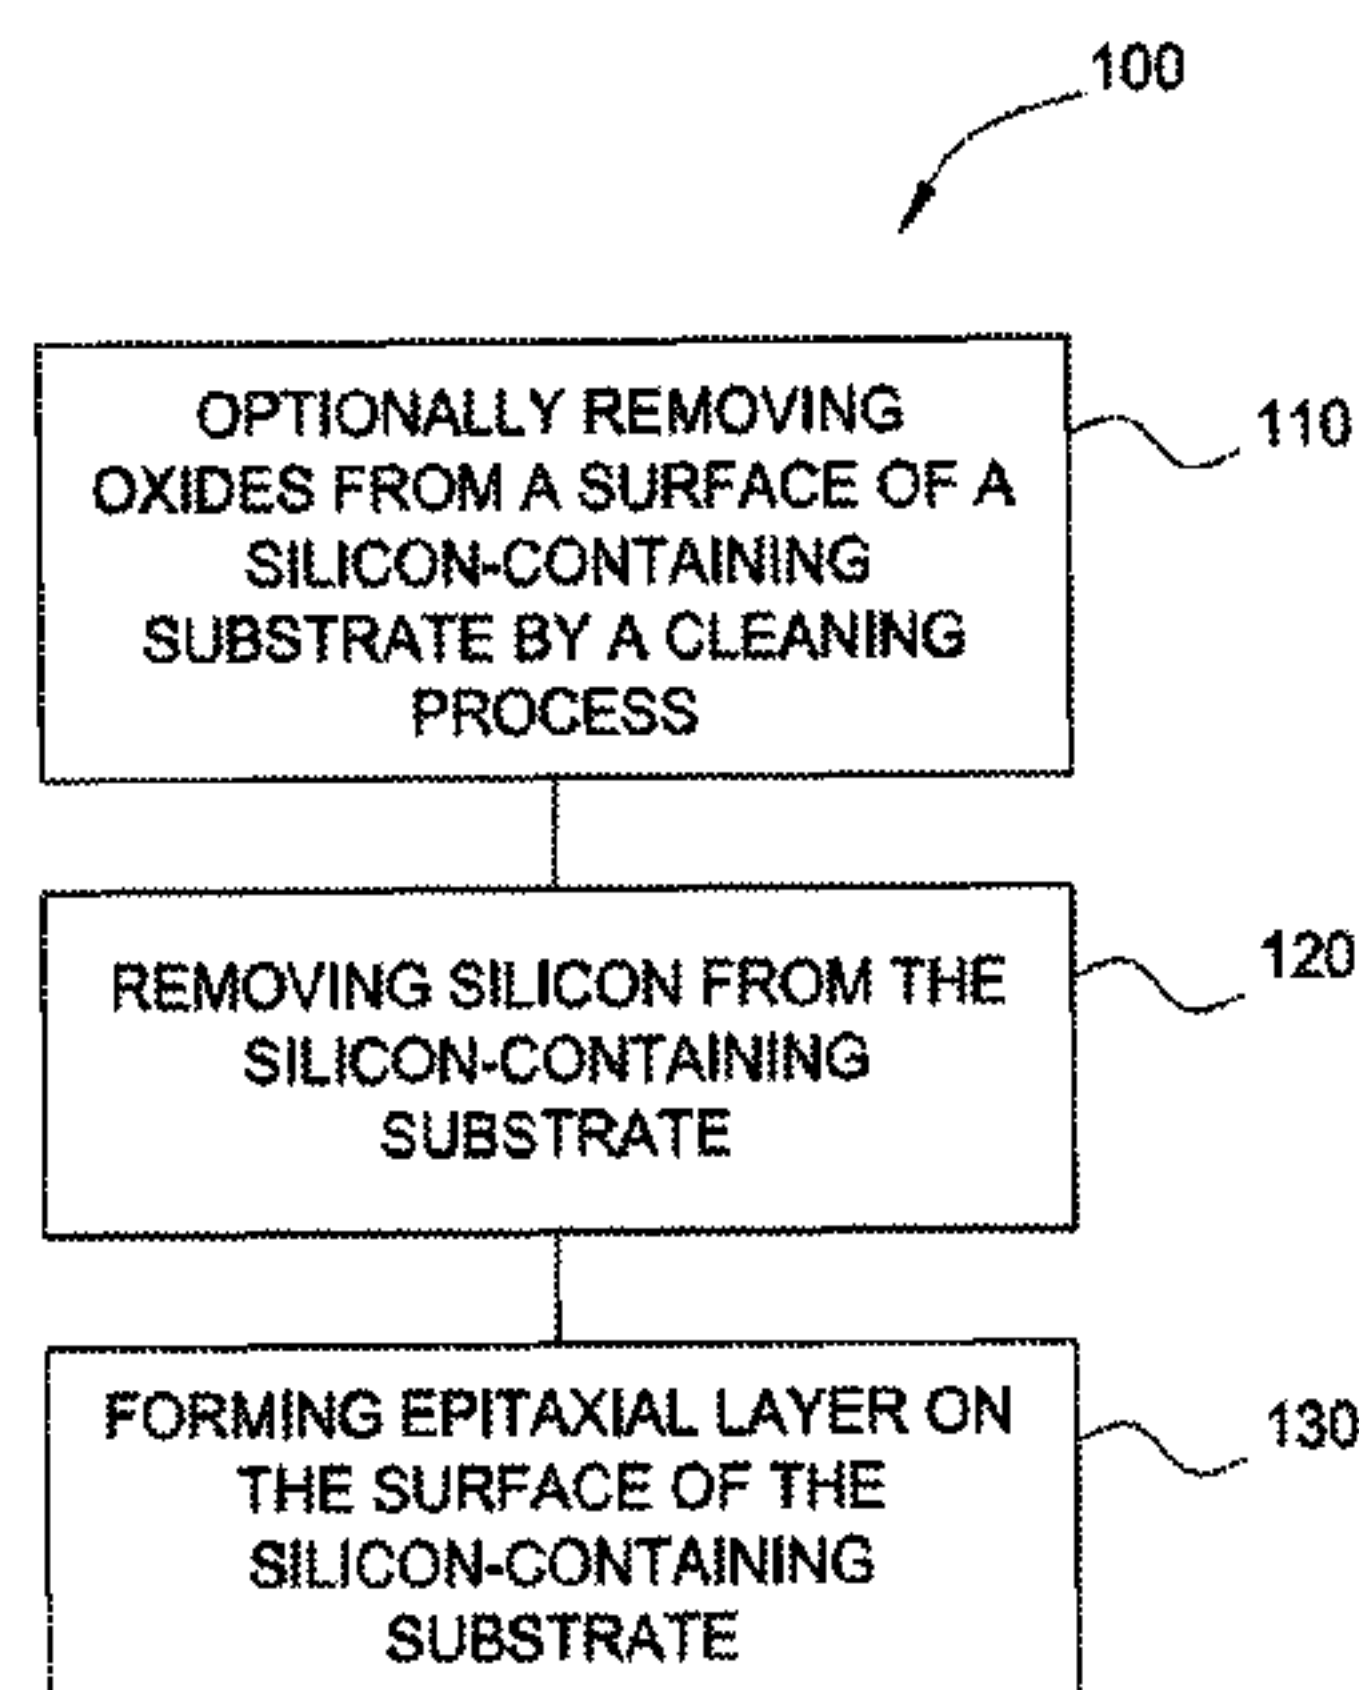 100
OPTIONALLY REMOVING
OXIDES FROM A SURFACE OF A
SILICON-CONTAINING
SUBSTRATE BY A CLEANING
PROCESS
110
REMOVING SILICON FROM THE
SILICON-CONTAINING
SUBSTRATE
120
FORMING EPITAXIAL LAYER ON
THE SURFACE OF THE
SILICON-CONTAINING
SUBSTRATE
130